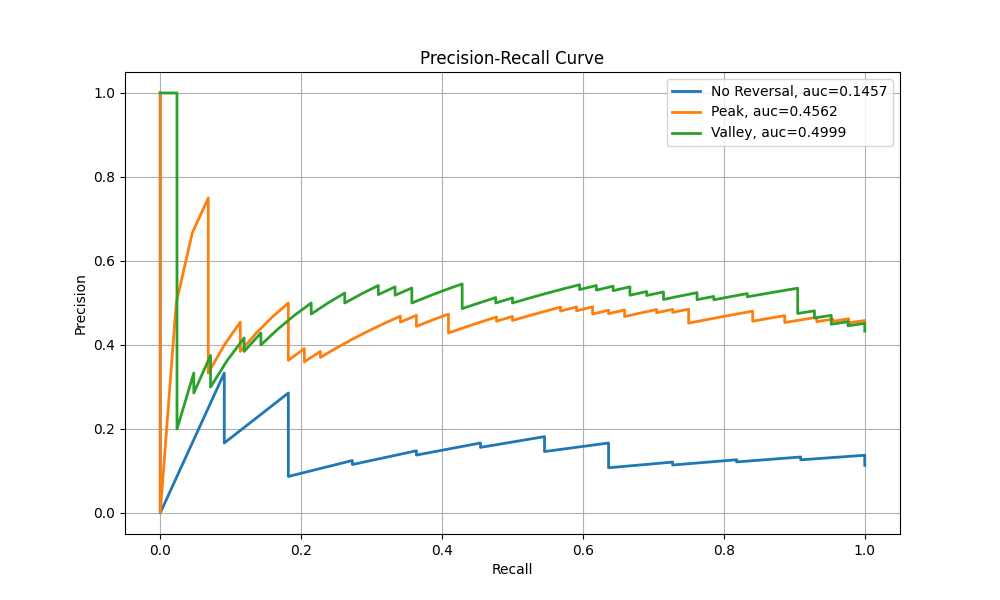 Precision-Recall Curve
No Reversal, auc=0.1457
Peak, auc=0.4562
Valley, auc=0.4999
Precision
1.0
0.8
0.6
0.4
0.2
0.0
0.0 0.2 0.4 0.6 0.8 1.0
Recall